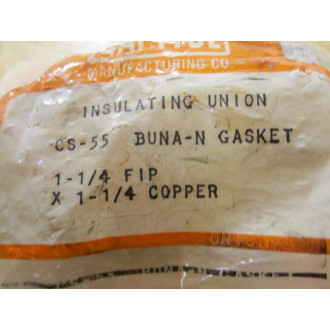 MANUFACTURING CO.
INSULATING UNION
CS-55 BUNA-N GASKET
1-1/4 FIP
X 1-1/4 COPPER